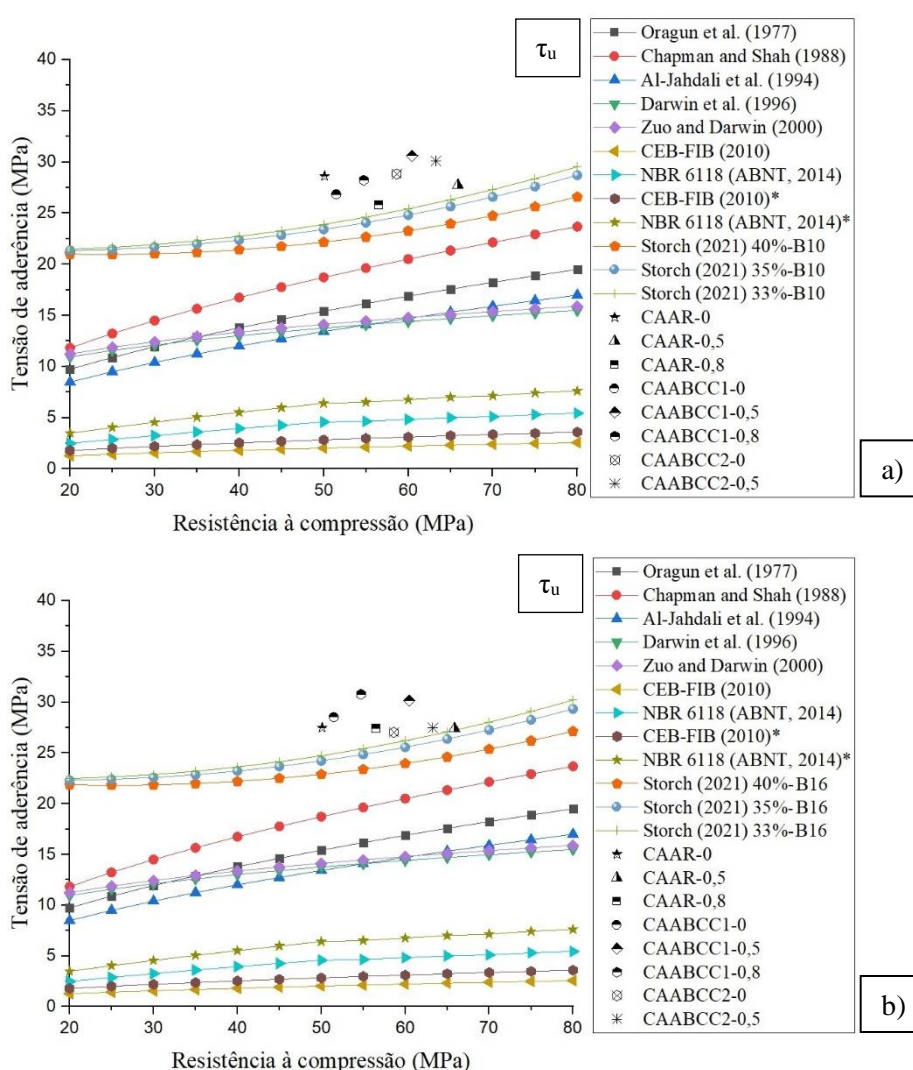 τu
Oragun et al. (1977)
Chapman and Shah (1988)
Al-Jahdali et al. (1994)
Darwin et al. (1996)
Zuo and Darwin (2000)
CEB-FIB (2010)
NBR 6118 (ABNT, 2014)
CEB-FIB (2010)*
NBR 6118 (ABNT, 2014)*
Storch (2021) 40%-B10
Storch (2021) 35%-B10
Storch (2021) 33%-B10
CAAR-0
CAAR-0,5
CAAR-0,8
CAABCC1-0
CAABCC1-0,5
CAABCC1-0,8
CAABCC2-0
CAABCC2-0,5
Tensão de aderência (MPa)
40
35
30
25
20
15
10
5
0
20 30 40 50 60 70 80
Resistência à compressão (MPa)
a)
τu
Oragun et al. (1977)
Chapman and Shah (1988)
Al-Jahdali et al. (1994)
Darwin et al. (1996)
Zuo and Darwin (2000)
CEB-FIB (2010)
NBR 6118 (ABNT, 2014)
CEB-FIB (2010)*
NBR 6118 (ABNT, 2014)*
Storch (2021) 40%-B16
Storch (2021) 35%-B16
Storch (2021) 33%-B16
CAAR-0
CAAR-0,5
CAAR-0,8
CAABCC1-0
CAABCC1-0,5
CAABCC1-0,8
CAABCC2-0
CAABCC2-0,5
Tensão de aderência (MPa)
40
35
30
25
20
15
10
5
0
20 30 40 50 60 70 80
Resistência à compressão (MPa)
b)